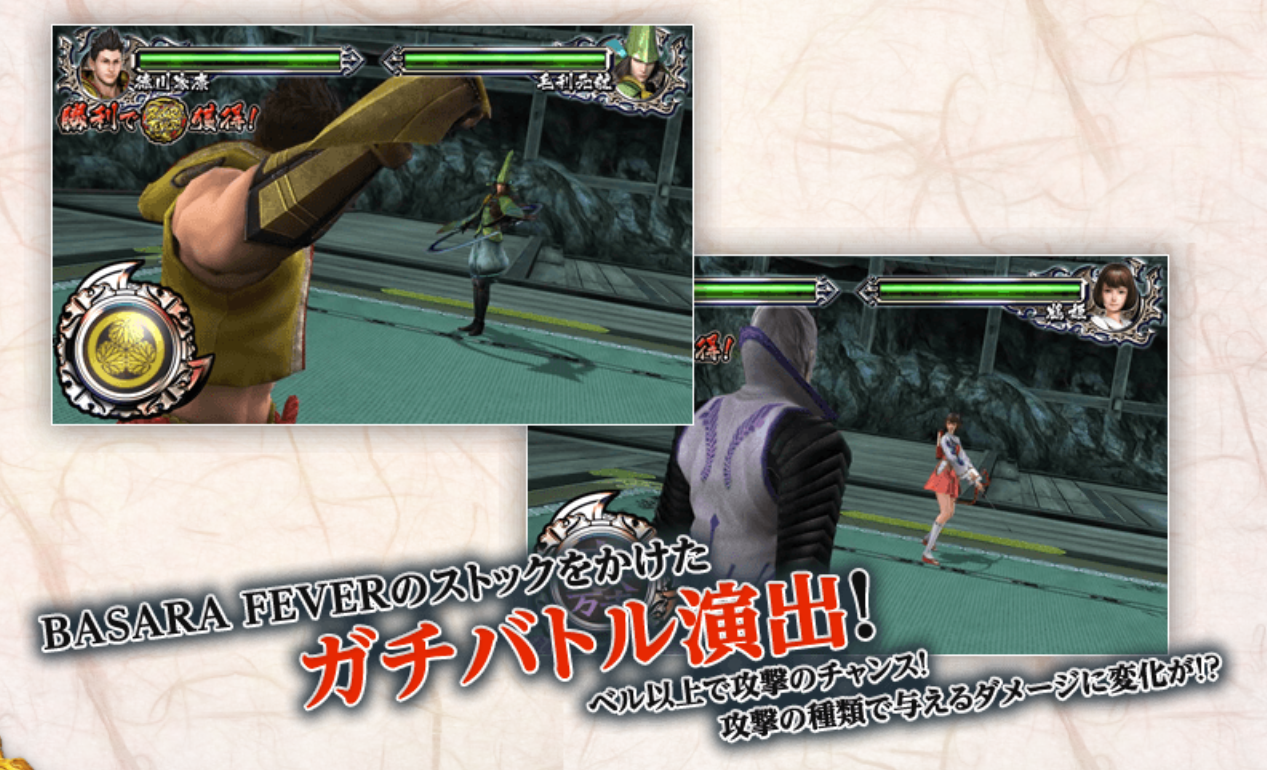 徳川家康
毛利元就
勝利で 獲得!
鶴姫
得!
BASARA FEVERのストックをかけた
ガチバトル演出!
ベル以上で攻撃のチャンス!
攻撃の種類で与えるダメージに変化が!?